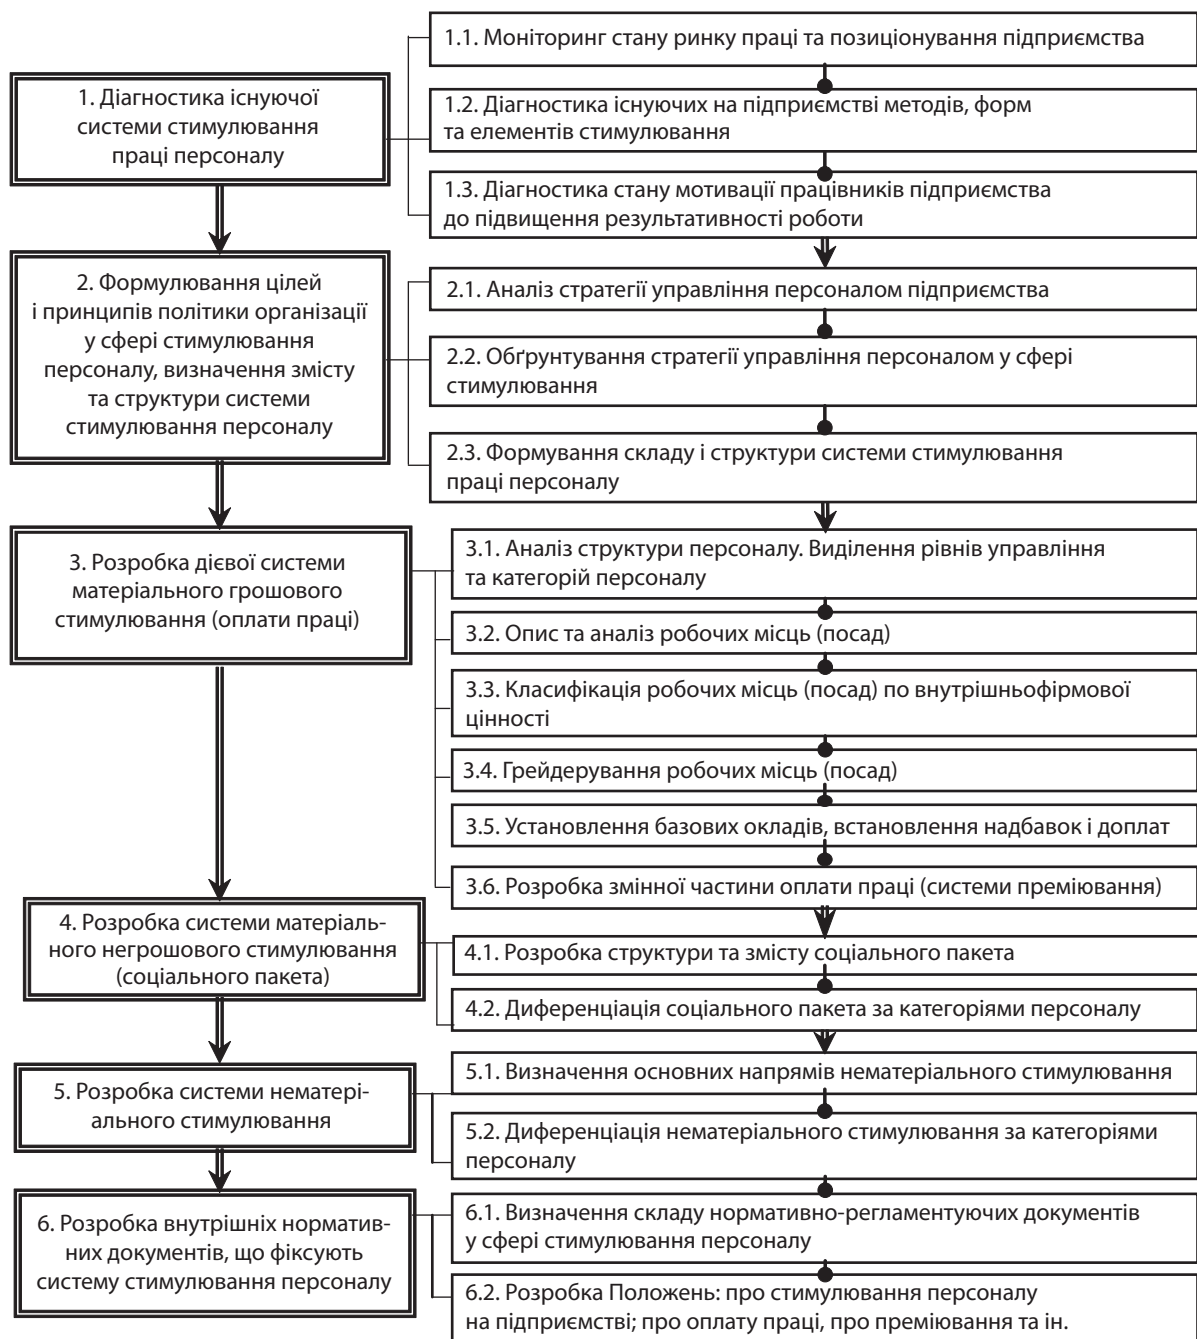 1. Діагностика існуючої
системи стимулювання
праці персоналу
1.1. Моніторинг стану ринку праці та позиціонування підприємства
1.2. Діагностика існуючих на підприємстві методів, форм
та елементів стимулювання
1.3. Діагностика стану мотивації працівників підприємства
до підвищення результативності роботи
2. Формулювання цілей
і принципів політики організації
у сфері стимулювання
персоналу, визначення змісту
та структури системи
стимулювання персоналу
2.1. Аналіз стратегії управління персоналом підприємства
2.2. Обґрунтування стратегії управління персоналом у сфері
стимулювання
2.3. Формування складу і структури системи стимулювання
праці персоналу
3. Розробка дієвої системи
матеріального грошового
стимулювання (оплати праці)
3.1. Аналіз структури персоналу. Виділення рівнів управління
та категорій персоналу
3.2. Опис та аналіз робочих місць (посад)
3.3. Класифікація робочих місць (посад) по внутрішньофірмової
цінності
3.4. Грейдерування робочих місць (посад)
3.5. Установлення базових окладів, встановлення надбавок і доплат
3.6. Розробка змінної частини оплати праці (системи преміювання)
4. Розробка системи матеріаль-
ного негрошового стимулювання
(соціального пакета)
4.1. Розробка структури та змісту соціального пакета
4.2. Диференціація соціального пакета за категоріями персоналу
5. Розробка системи нематері-
ального стимулювання
5.1. Визначення основних напрямів нематеріального стимулювання
5.2. Диференціація нематеріального стимулювання за категоріями
персоналу
6. Розробка внутрішніх норматив-
них документів, що фіксують
систему стимулювання персоналу
6.1. Визначення складу нормативно-регламентуючих документів
у сфері стимулювання персоналу
6.2. Розробка Положень: про стимулювання персоналу
на підприємстві; про оплату праці, про преміювання та ін.